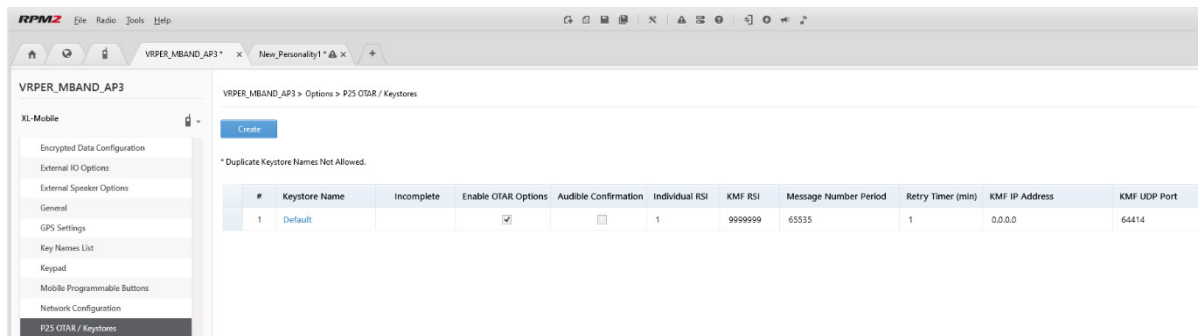 RPM2 File Radio Tools Help
VRPER_MBAND_AP3 * x New_Personality1 * x +
VRPER_MBAND_AP3
VRPER_MBAND_AP3 > Options > P25 OTAR / Keystores
XL-Mobile
Create
Encrypted Data Configuration
External IO Options
* Duplicate Keystore Names Not Allowed.
External Speaker Options
General
GPS Settings
Key Names List
Keypad
Mobile Programmable Buttons
Network Configuration
P25 OTAR / Keystores
# Keystore Name Incomplete Enable OTAR Options Audible Confirmation Individual RSI KMF RSI Message Number Period Retry Timer (min) KMF IP Address KMF UDP Port
1 Default 1 9999999 65535 1 0.0.0.0 64414